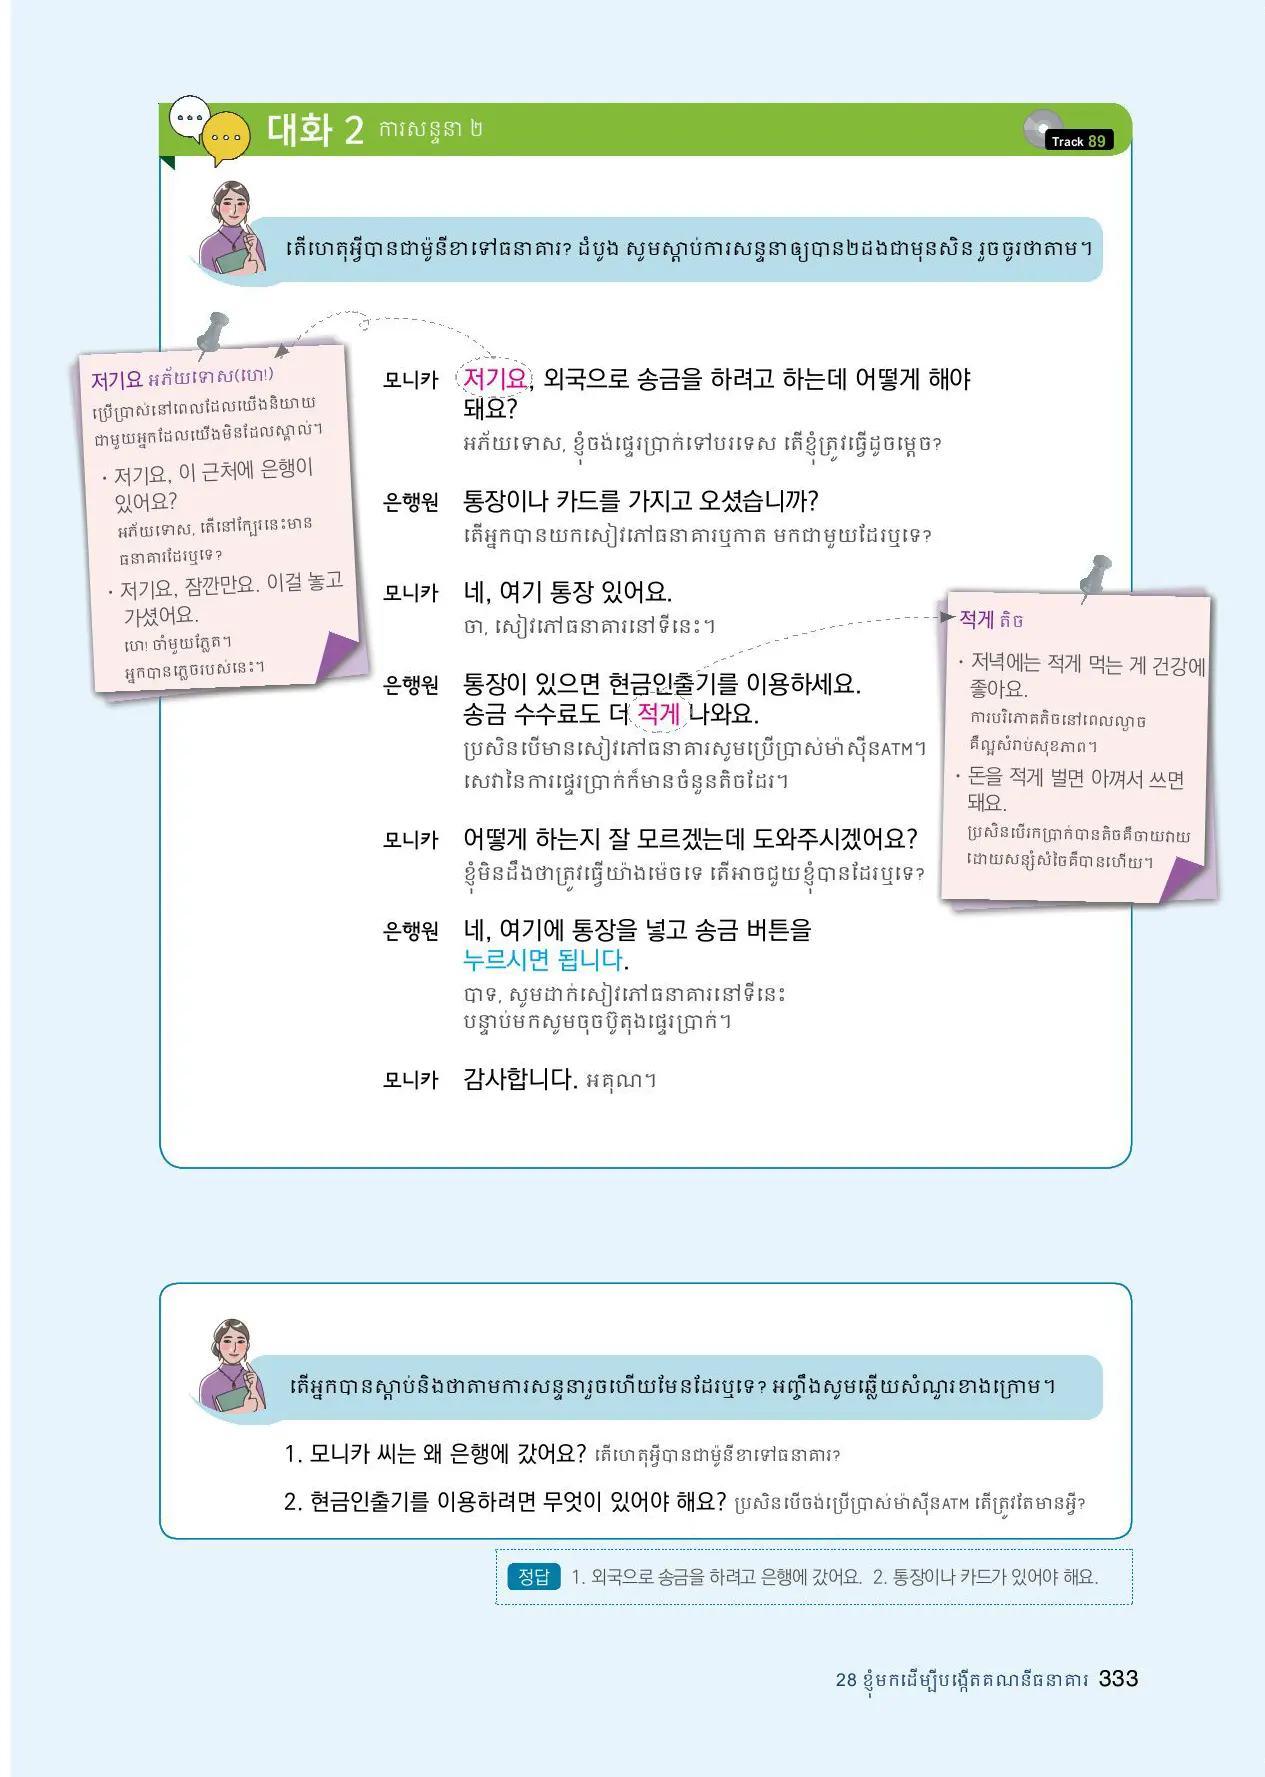 대화 2 ការសន្ទនា ២
Track 89
តើហេតុអ្វីបានជាម៉ូនីខាទៅធនាគារ? ដំបូង សូមស្តាប់ការសន្ទនាឲ្យបាន២ដងជាមុនសិន រួចចូរថាតាម។
저기요 អភ័យទោស(ហេ!)
ប្រើប្រាស់នៅពេលដែលយើងនិយាយ
ជាមួយអ្នកដែលយើងមិនដែលស្គាល់។
· 저기요, 이 근처에 은행이
있어요?
អភ័យទោស, តើនៅក្បែរនេះមាន
ធនាគារដែរឬទេ?
· 저기요, 잠깐만요. 이걸 놓고
가셨어요.
ហេ! ចាំមួយភ្លែត។
អ្នកបានភ្លេចរបស់នេះ។
모니카 저기요, 외국으로 송금을 하려고 하는데 어떻게 해야
돼요?
អភ័យទោស, ខ្ញុំចង់ផ្ទេរប្រាក់ទៅបរទេស តើខ្ញុំត្រូវធ្វើដូចម្តេច?
은행원 통장이나 카드를 가지고 오셨습니까?
តើអ្នកបានយកសៀវភៅធនាគារឬកាត មកជាមួយដែរឬទេ?
모니카 네, 여기 통장 있어요.
ចា, សៀវភៅធនាគារនៅទីនេះ។
은행원 통장이 있으면 현금인출기를 이용하세요.
송금 수수료도 더 적게 나와요.
ប្រសិនបើមានសៀវភៅធនាគារសូមប្រើប្រាស់ម៉ាស៊ីនATM។
សេវានៃការផ្ទេរប្រាក់ក៏មានចំនួនតិចដែរ។
모니카 어떻게 하는지 잘 모르겠는데 도와주시겠어요?
ខ្ញុំមិនដឹងថាត្រូវធ្វើយ៉ាងម៉េចទេ តើអាចជួយខ្ញុំបានដែរឬទេ?
은행원 네, 여기에 통장을 넣고 송금 버튼을
누르시면 됩니다.
បាទ, សូមដាក់សៀវភៅធនាគារនៅទីនេះ
បន្ទាប់មកសូមចុចប៊ូតុងផ្ទេរប្រាក់។
모니카 감사합니다. អគុណ។
적게 តិច
· 저녁에는 적게 먹는 게 건강에
좋아요.
ការបរិភោគតិចនៅពេលល្ងាច
គឺល្អសំរាប់សុខភាព។
· 돈을 적게 벌면 아껴서 쓰면
돼요.
ប្រសិនបើរកប្រាក់បានតិចគឺចាយវាយ
ដោយសន្សំសំចៃគឺបានហើយ។
តើអ្នកបានស្តាប់និងថាតាមការសន្ទនារួចហើយមែនដែរឬទេ? អញ្ចឹងសូមឆ្លើយសំណួរខាងក្រោម។
1. 모니카 씨는 왜 은행에 갔어요? តើហេតុអ្វីបានជាម៉ូនីខាទៅធនាគារ?
2. 현금인출기를 이용하려면 무엇이 있어야 해요? ប្រសិនបើចង់ប្រើប្រាស់ម៉ាស៊ីនATM តើត្រូវតែមានអ្វី?
정답 1. 외국으로 송금을 하려고 은행에 갔어요. 2. 통장이나 카드가 있어야 해요.
28 ខ្ញុំមកដើម្បីបង្កើតគណនីធនាគារ 333